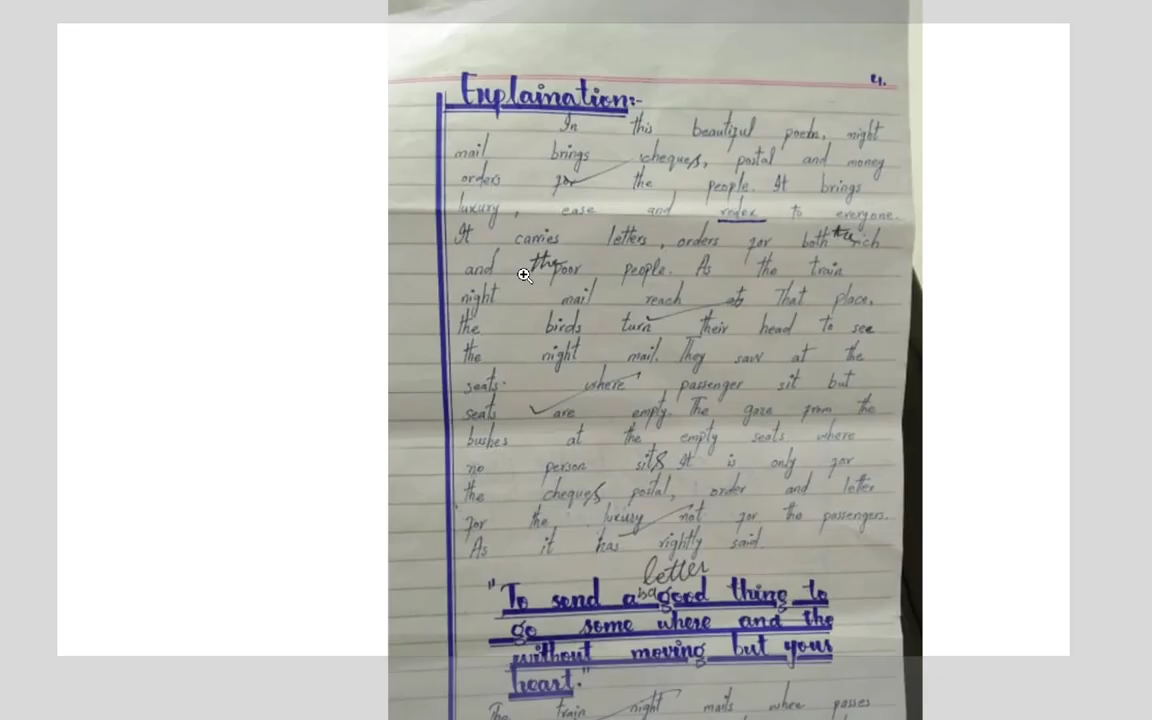 4.
Explaination:-
In this beautiful poem, night
mail brings cheques, postal and money
orders for the people. It brings
luxury, ease and redex to everyone.
It carries letters, orders for both the rich
and the poor people. As the train
night mail reach at That place,
the birds turn Their head to see
the night mail. They saw at the
seats. where passenger sit but
seats are empty. The gaze from the
bushes at the empty seats where
no person sits It is only for
the cheques, postal, order and letter
for the luxury not for the passengers.
As it has rightly said.
letter
"To send a is a good thing to
go some where and the
without moving but your
heart."
The train night mails when passes